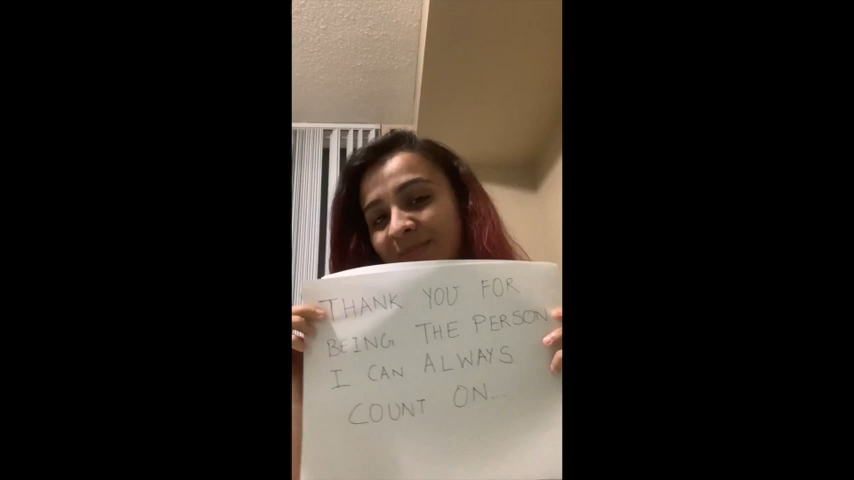 THANK YOU FOR
BEING THE PERSON
I CAN ALWAYS
COUNT ON...